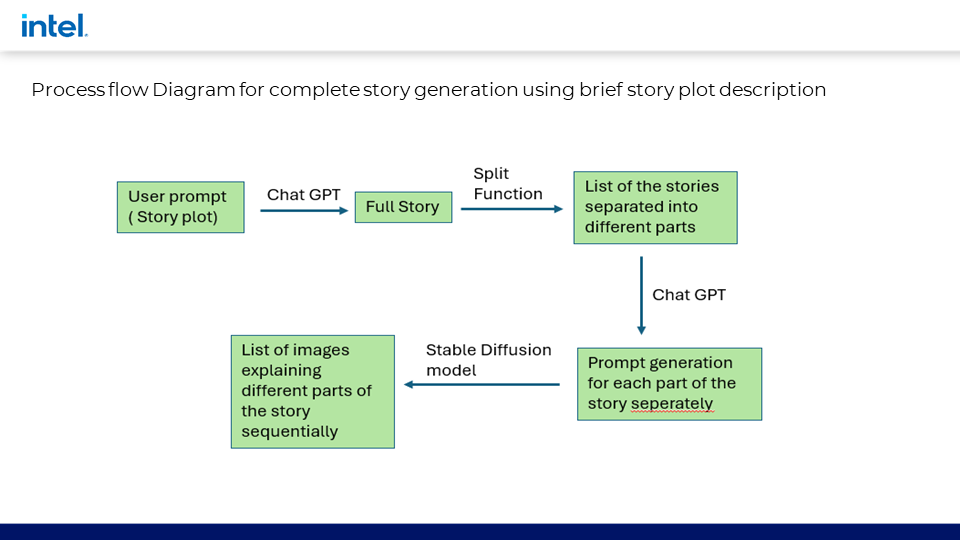 intel.
Process flow Diagram for complete story generation using brief story plot description
User prompt
( Story plot)
Chat GPT
Full Story
Split
Function
List of the stories
separated into
different parts
Chat GPT
Prompt generation
for each part of the
story seperately
Stable Diffusion
model
List of images
explaining
different parts of
the story
sequentially